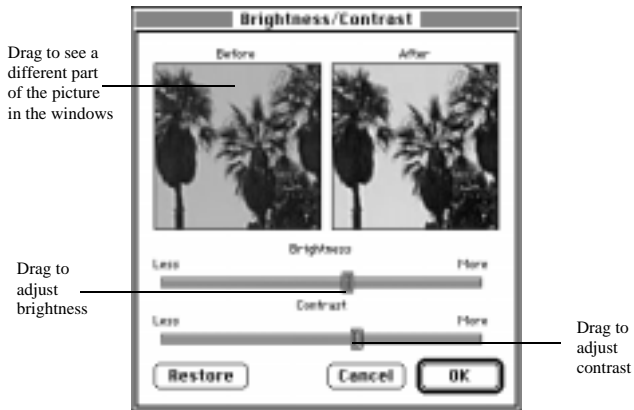 Brightness/Contrast
Before
After
Drag to see a
different part
of the picture
in the windows
Brightness
Less
More
Drag to
adjust
brightness
Contrast
Less
More
Drag to
adjust
contrast
Restore
Cancel
OK